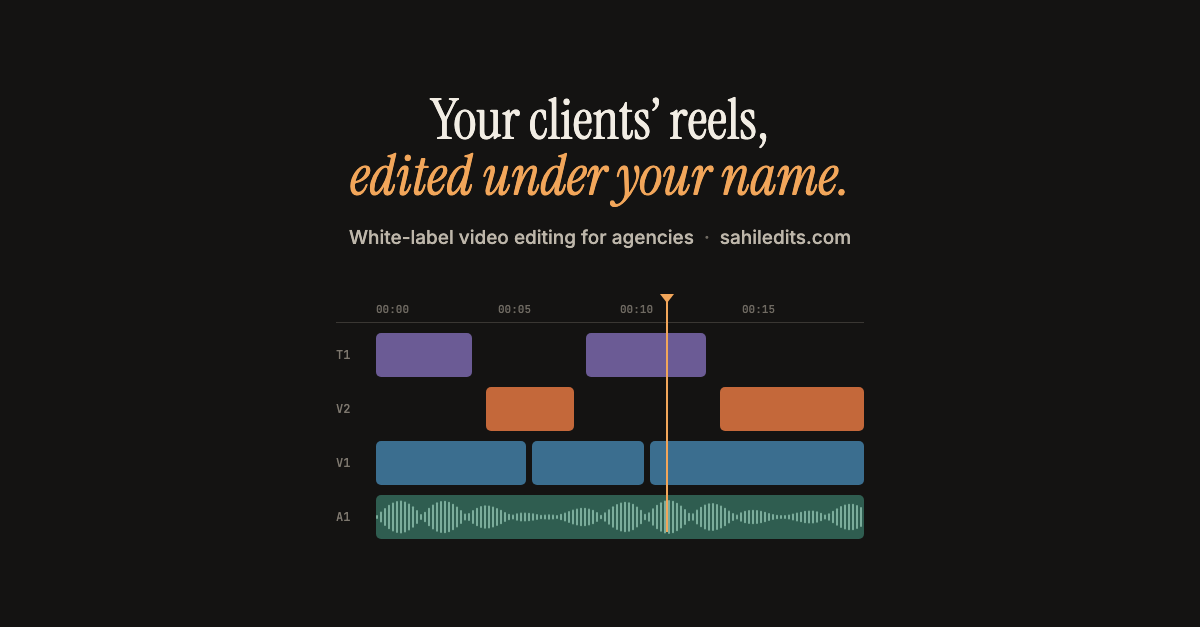 Your clients’ reels,
edited under your name.
White-label video editing for agencies · sahiledits.com
00:00 00:05 00:10 00:15
T1
V2
V1
A1